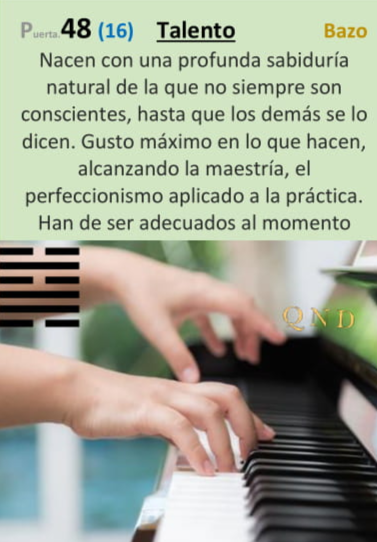 Puerta.48 (16) Talento Bazo
Nacen con una profunda sabiduría
natural de la que no siempre son
conscientes, hasta que los demás se lo
dicen. Gusto máximo en lo que hacen,
alcanzando la maestría, el
perfeccionismo aplicado a la práctica.
Han de ser adecuados al momento
QND